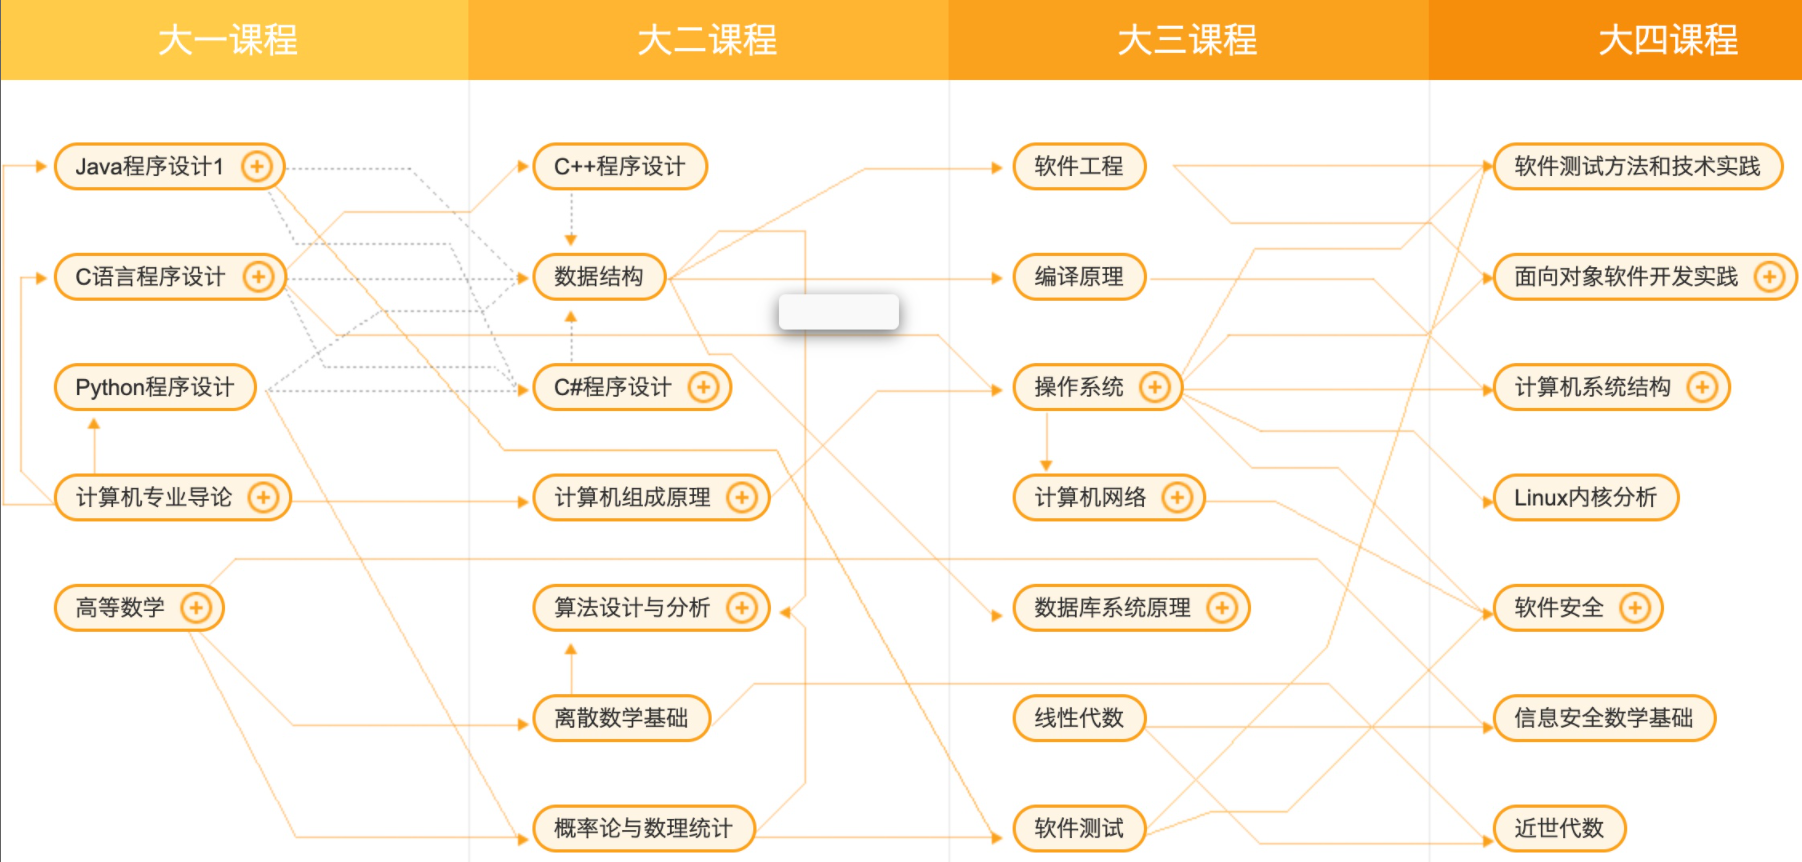 大一课程 大二课程 大三课程 大四课程
Java程序设计1 C++程序设计 软件工程 软件测试方法和技术实践
C语言程序设计 数据结构 编译原理 面向对象软件开发实践
Python程序设计 C#程序设计 操作系统 计算机系统结构
计算机专业导论 计算机组成原理 计算机网络 Linux内核分析
高等数学 算法设计与分析 数据库系统原理 软件安全
离散数学基础 线性代数 信息安全数学基础
概率论与数理统计 软件测试 近世代数